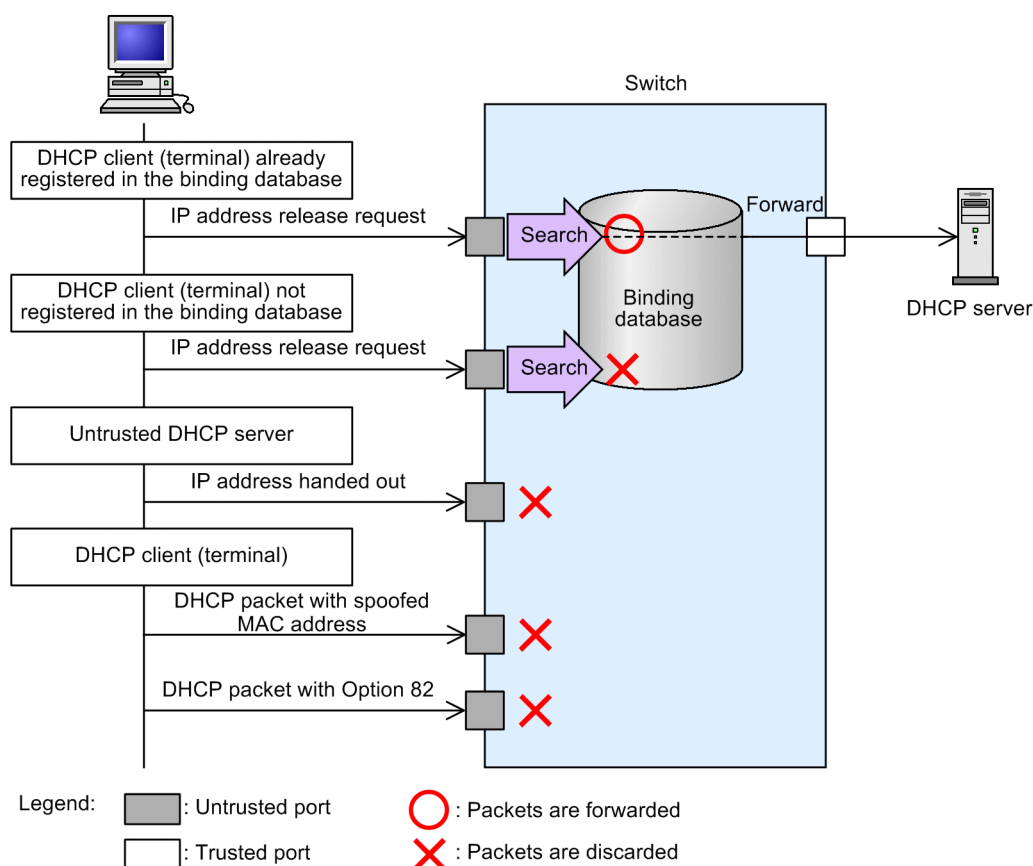 Switch
DHCP client (terminal) already
registered in the binding database
IP address release request
Search
Forward
DHCP server
DHCP client (terminal) not
registered in the binding database
Binding
database
IP address release request
Search
Untrusted DHCP server
IP address handed out
DHCP client (terminal)
DHCP packet with spoofed
MAC address
DHCP packet with Option 82
Legend:
: Untrusted port
: Packets are forwarded
: Trusted port
: Packets are discarded